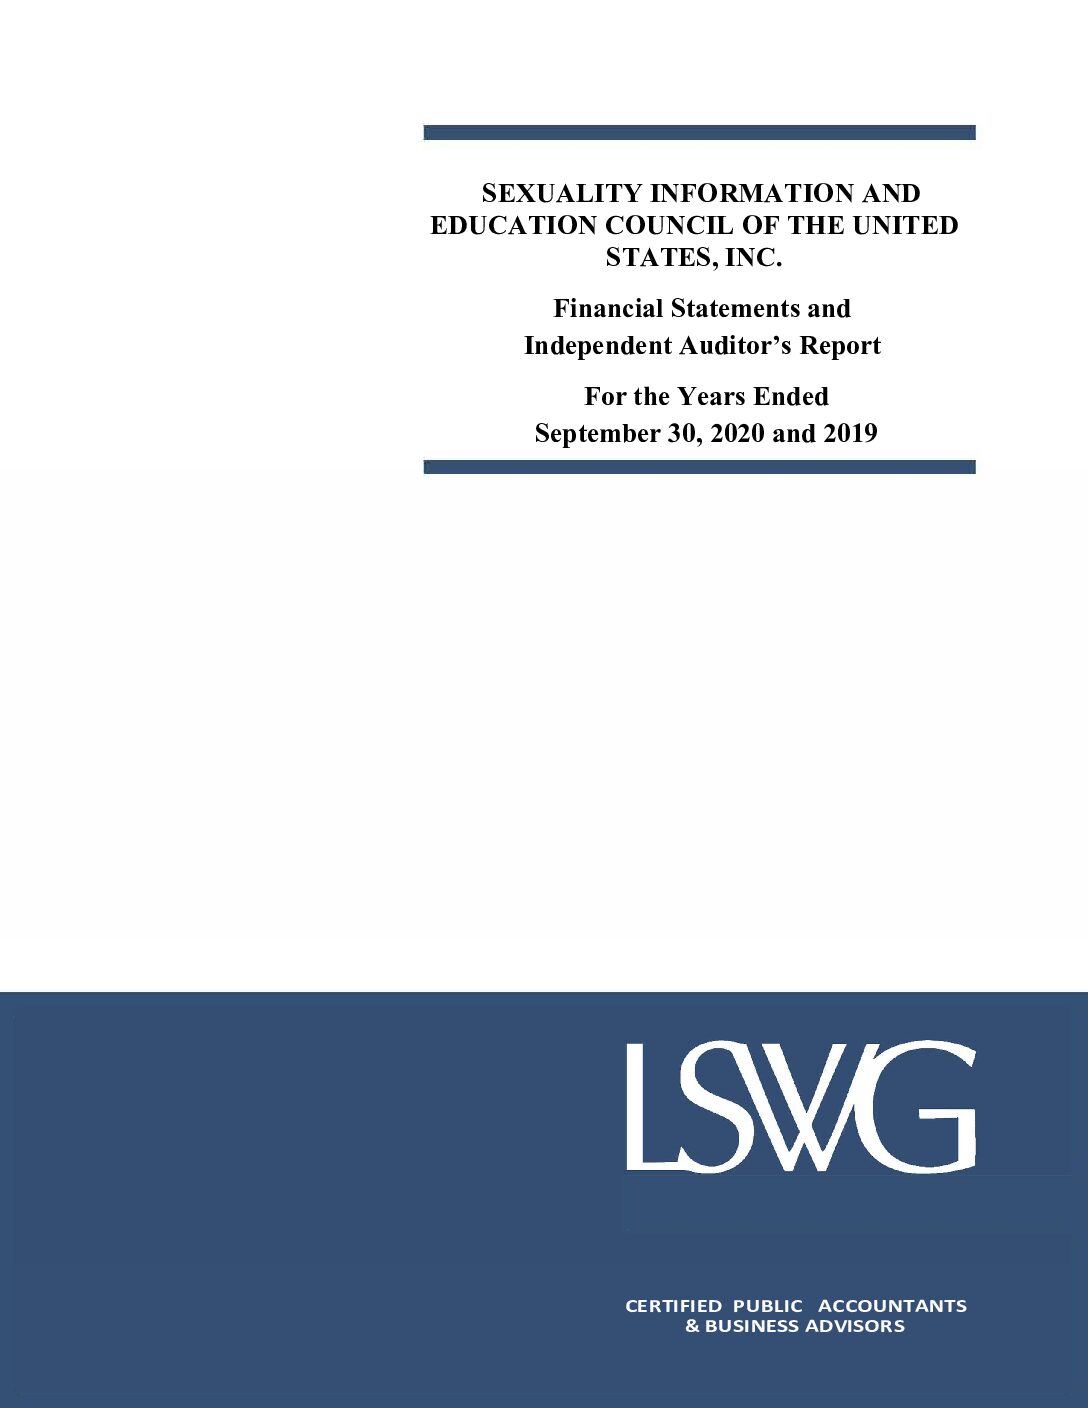 SEXUALITY INFORMATION AND
EDUCATION COUNCIL OF THE UNITED
STATES, INC.
Financial Statements and
Independent Auditor’s Report
For the Years Ended
September 30, 2020 and 2019
LSWG
CERTIFIED PUBLIC ACCOUNTANTS
& BUSINESS ADVISORS